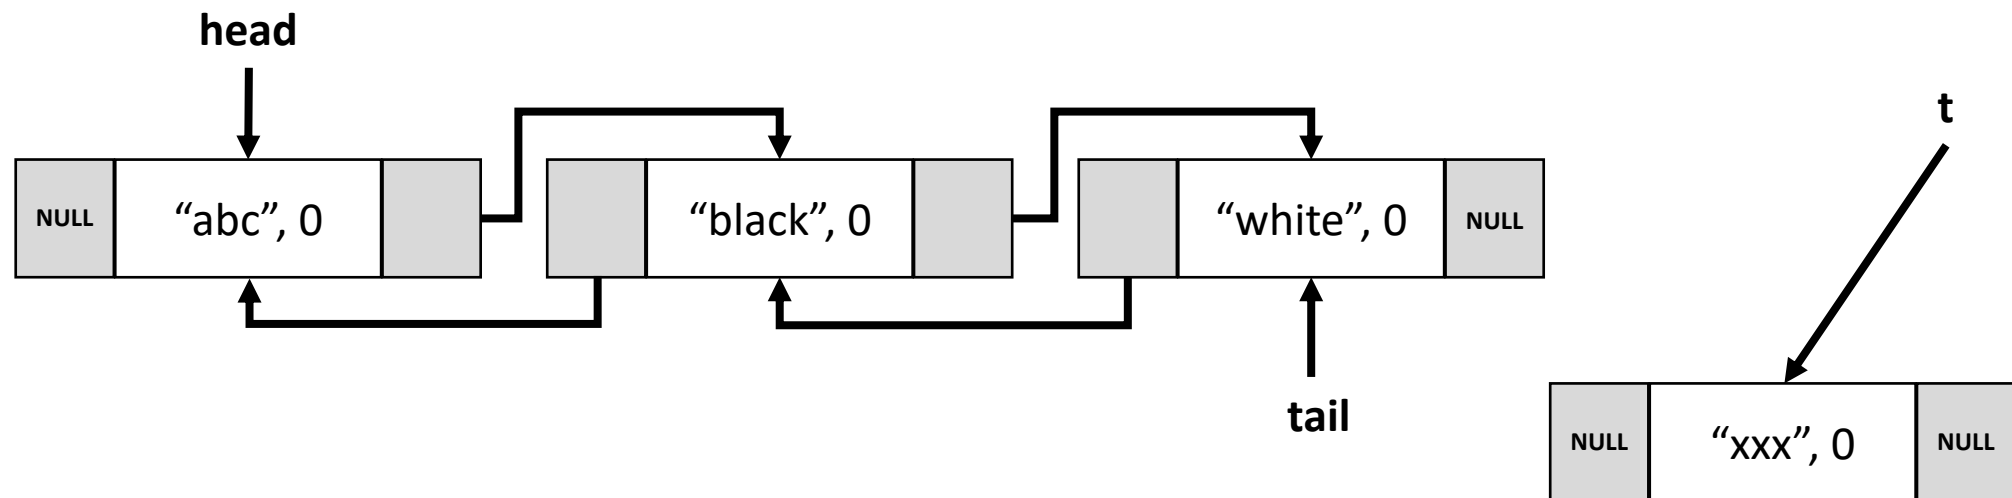 head
t
NULL
“abc”, 0
“black”, 0
“white”, 0
NULL
tail
NULL
“xxx”, 0
NULL